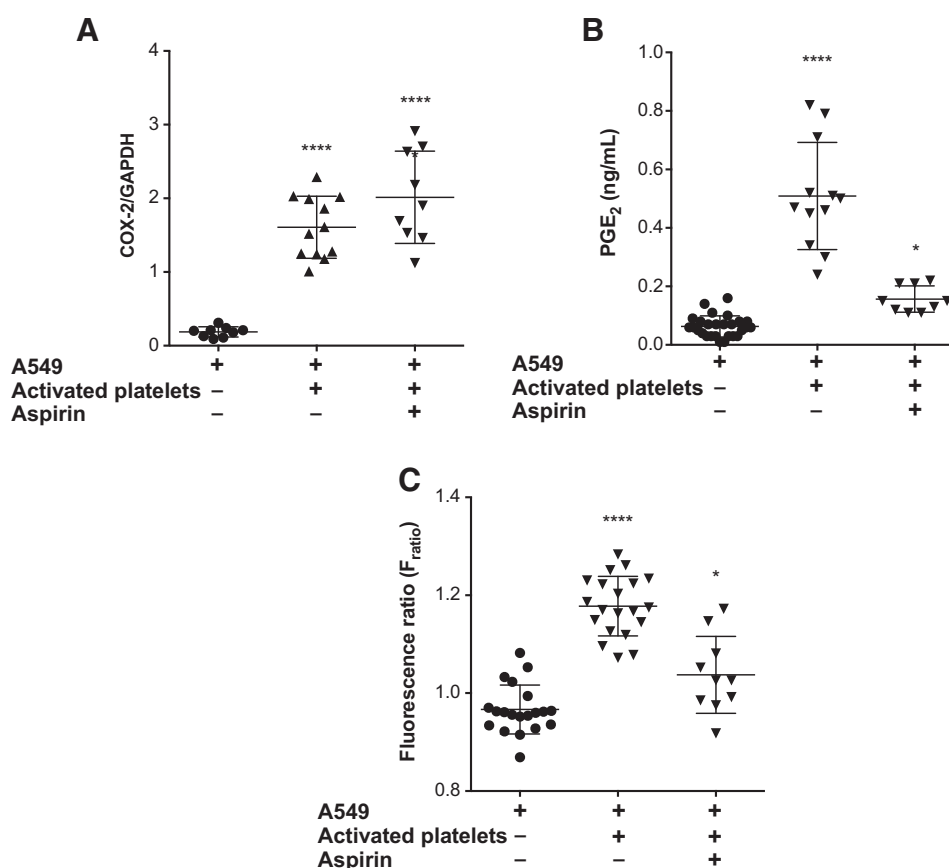 A
COX-2/GAPDH
4
3
2
1
0
****
****
*
A549 + + +
Activated platelets – + +
Aspirin – – +
B
PGE2 (ng/mL)
1.0
0.8
0.6
0.4
0.2
0.0
****
*
A549 + + +
Activated platelets – + +
Aspirin – – +
C
Fluorescence ratio (Fratio)
1.4
1.2
1.0
0.8
****
*
A549 + + +
Activated platelets – + +
Aspirin – – +